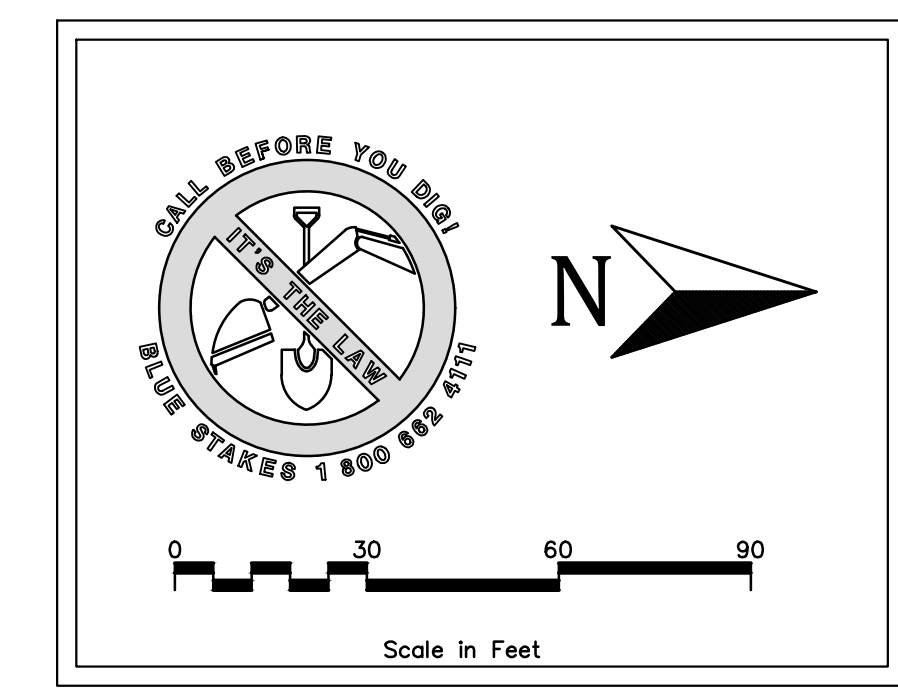 CALL BEFORE YOU DIG!
IT'S THE LAW
BLUE STAKES 1 800 662 4111
N
0 30 60 90
Scale in Feet